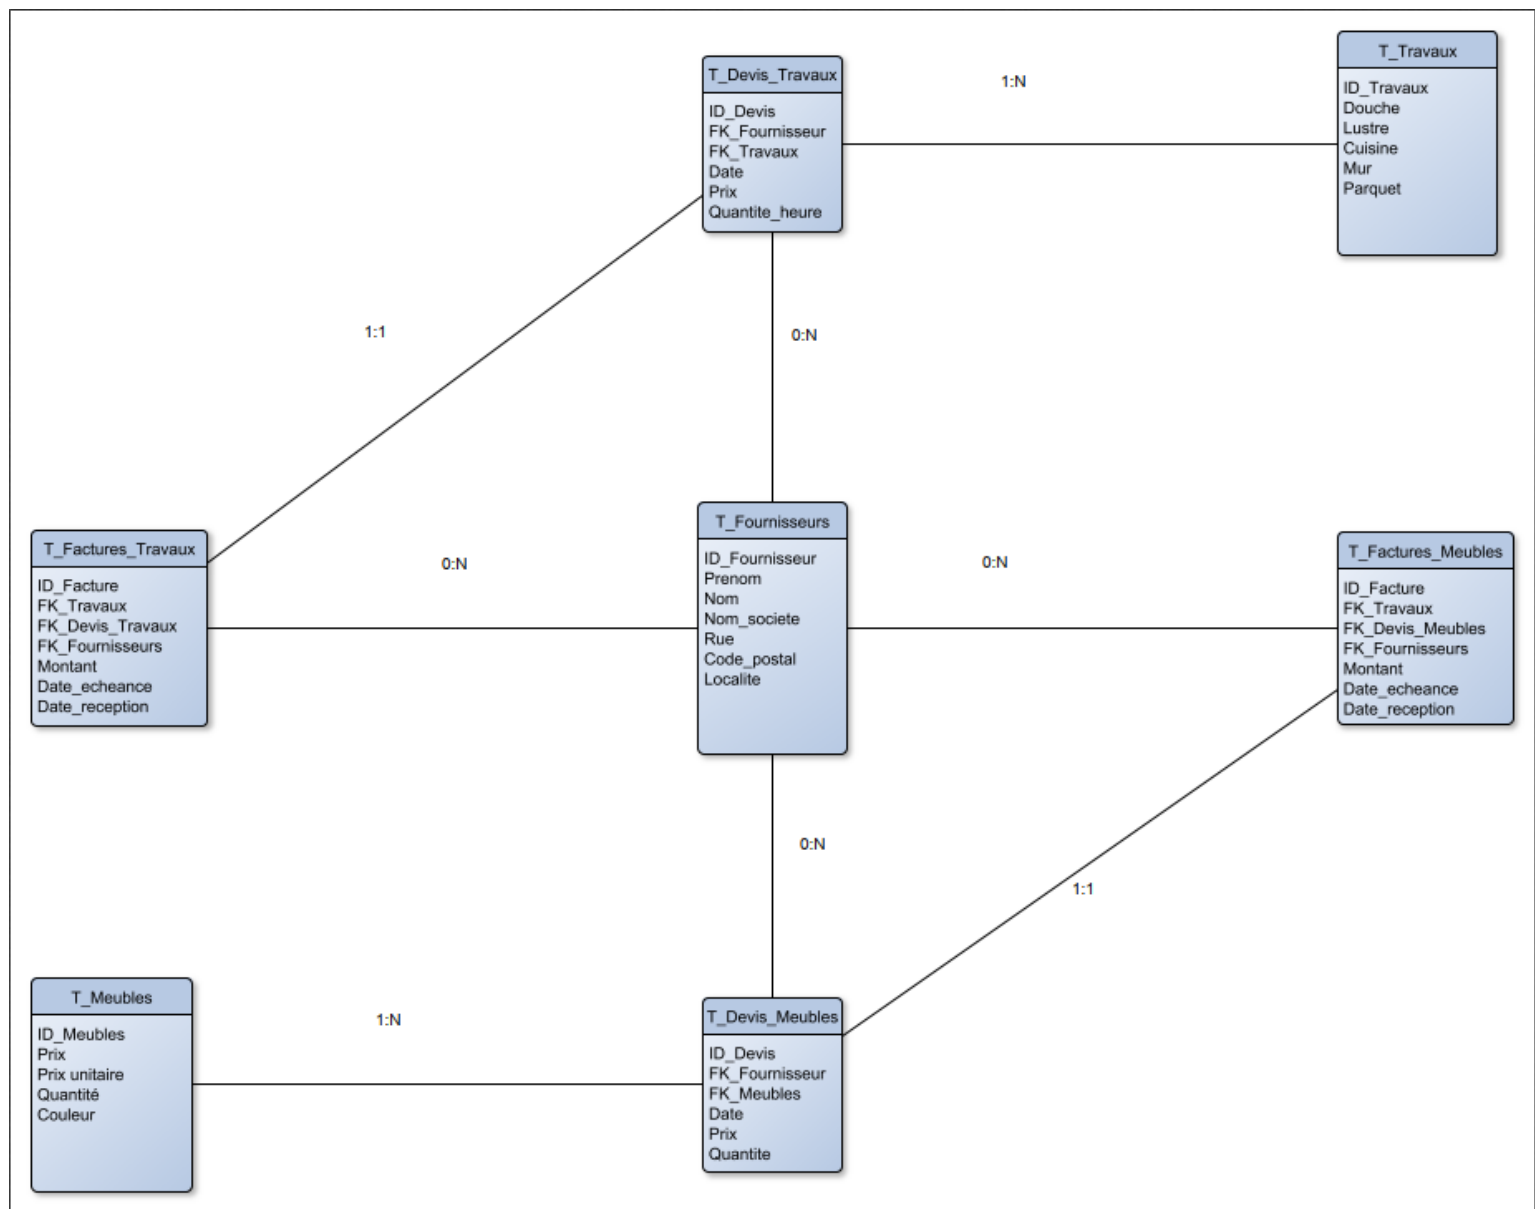 T_Devis_Travaux
ID_Devis
FK_Fournisseur
FK_Travaux
Date
Prix
Quantite_heure
1:N
T_Travaux
ID_Travaux
Douche
Lustre
Cuisine
Mur
Parquet
1:1
0:N
T_Factures_Travaux
ID_Facture
FK_Travaux
FK_Devis_Travaux
FK_Fournisseurs
Montant
Date_echeance
Date_reception
0:N
T_Fournisseurs
ID_Fournisseur
Prenom
Nom
Nom_societe
Rue
Code_postal
Localite
0:N
T_Factures_Meubles
ID_Facture
FK_Travaux
FK_Devis_Meubles
FK_Fournisseurs
Montant
Date_echeance
Date_reception
0:N
1:1
T_Meubles
ID_Meubles
Prix
Prix unitaire
Quantité
Couleur
1:N
T_Devis_Meubles
ID_Devis
FK_Fournisseur
FK_Meubles
Date
Prix
Quantite